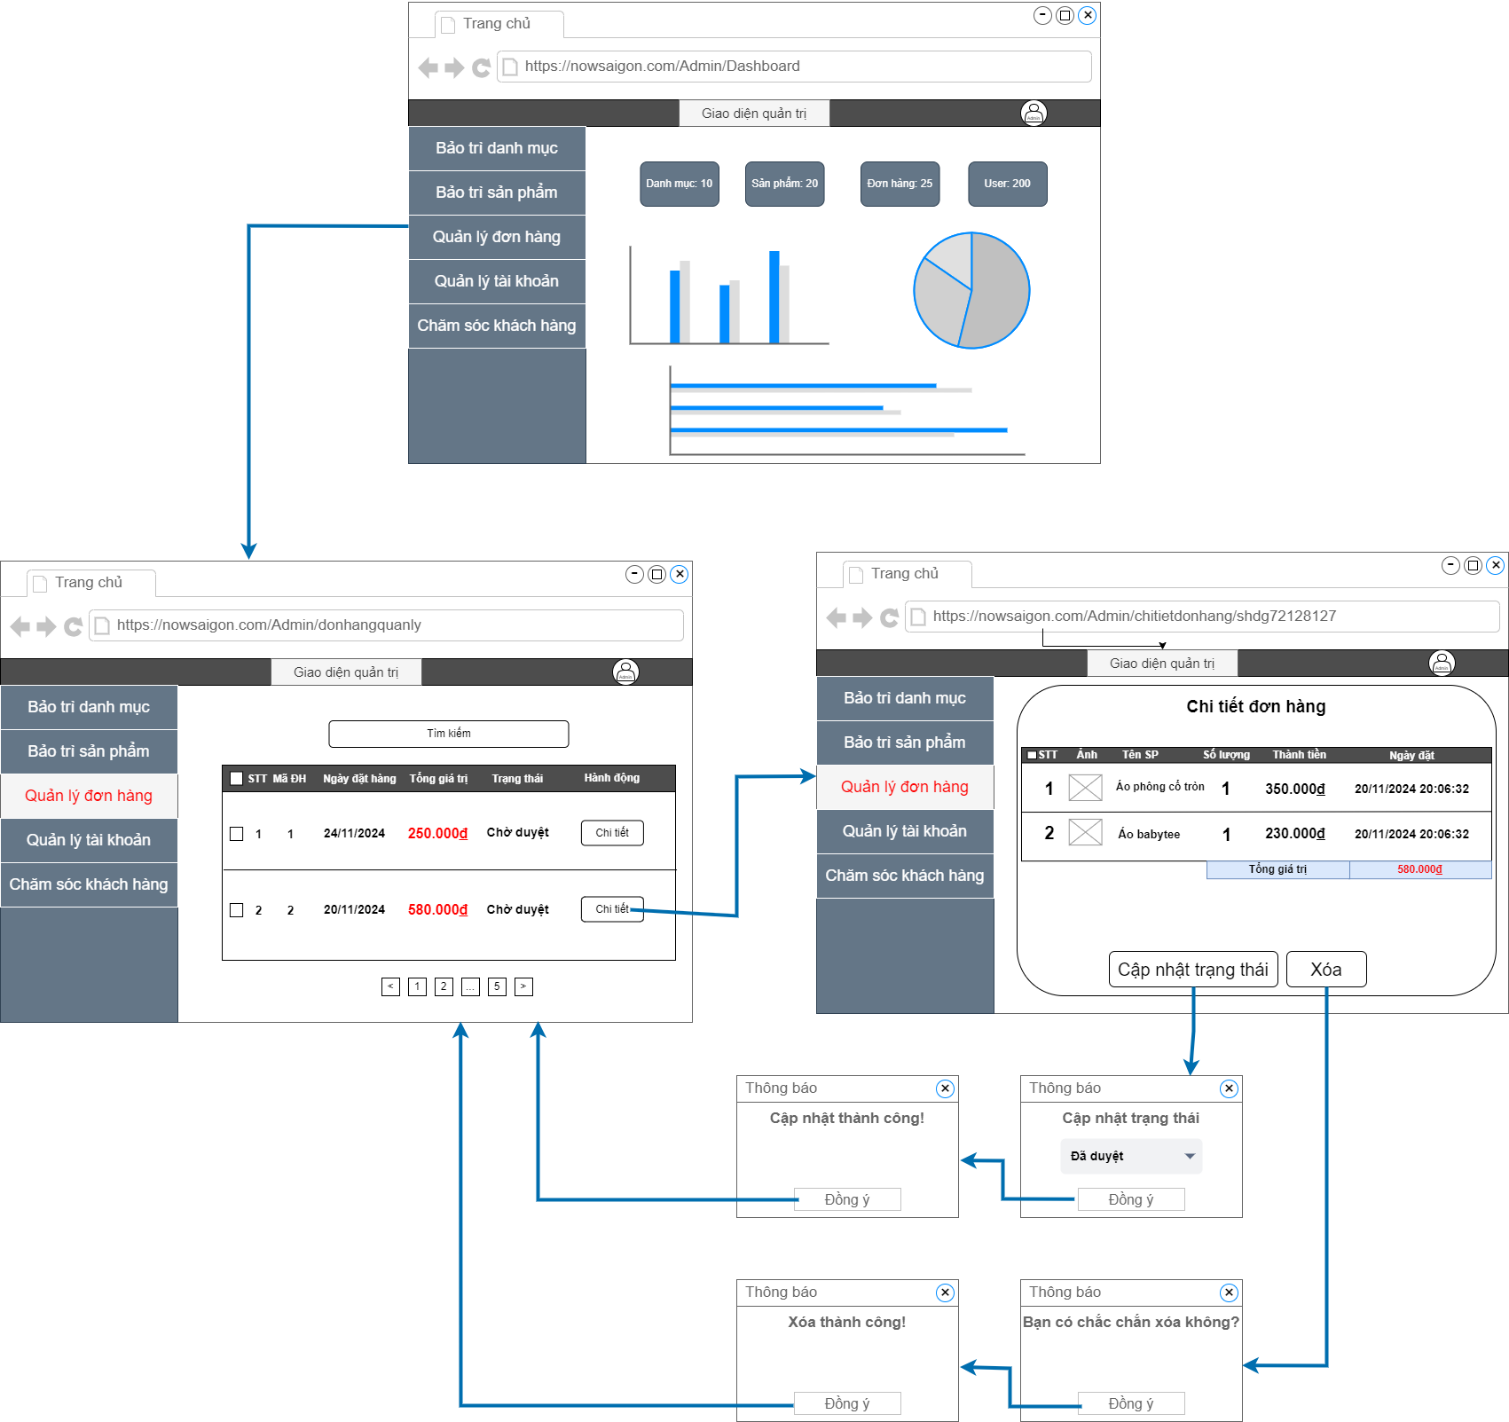 Trang chủ
https://nowsaigon.com/Admin/Dashboard
Giao diện quản trị
Admin
Bảo trì danh mục
Bảo trì sản phẩm
Quản lý đơn hàng
Quản lý tài khoản
Chăm sóc khách hàng
Danh mục: 10
Sản phẩm: 20
Đơn hàng: 25
User: 200
Trang chủ
https://nowsaigon.com/Admin/donhangquanly
Giao diện quản trị
Admin
Bảo trì danh mục
Bảo trì sản phẩm
Quản lý đơn hàng
Quản lý tài khoản
Chăm sóc khách hàng
Tìm kiếm
STT Mã ĐH Ngày đặt hàng Tổng giá trị Trạng thái Hành động
1 1 24/11/2024 250.000đ Chờ duyệt Chi tiết
2 2 20/11/2024 580.000đ Chờ duyệt Chi tiết
< 1 2 ... 5 >
Trang chủ
https://nowsaigon.com/Admin/chitietdonhang/shdg72128127
Giao diện quản trị
Admin
Bảo trì danh mục
Bảo trì sản phẩm
Quản lý đơn hàng
Quản lý tài khoản
Chăm sóc khách hàng
Chi tiết đơn hàng
STT Ảnh Tên SP Số lượng Thành tiền Ngày đặt
1 Áo phông cổ tròn 1 350.000đ 20/11/2024 20:06:32
2 Áo babytee 1 230.000đ 20/11/2024 20:06:32
Tổng giá trị 580.000đ
Cập nhật trạng thái
Xóa
Thông báo
Cập nhật thành công!
Đồng ý
Thông báo
Cập nhật trạng thái
Đã duyệt
Đồng ý
Thông báo
Xóa thành công!
Đồng ý
Thông báo
Bạn có chắc chắn xóa không?
Đồng ý